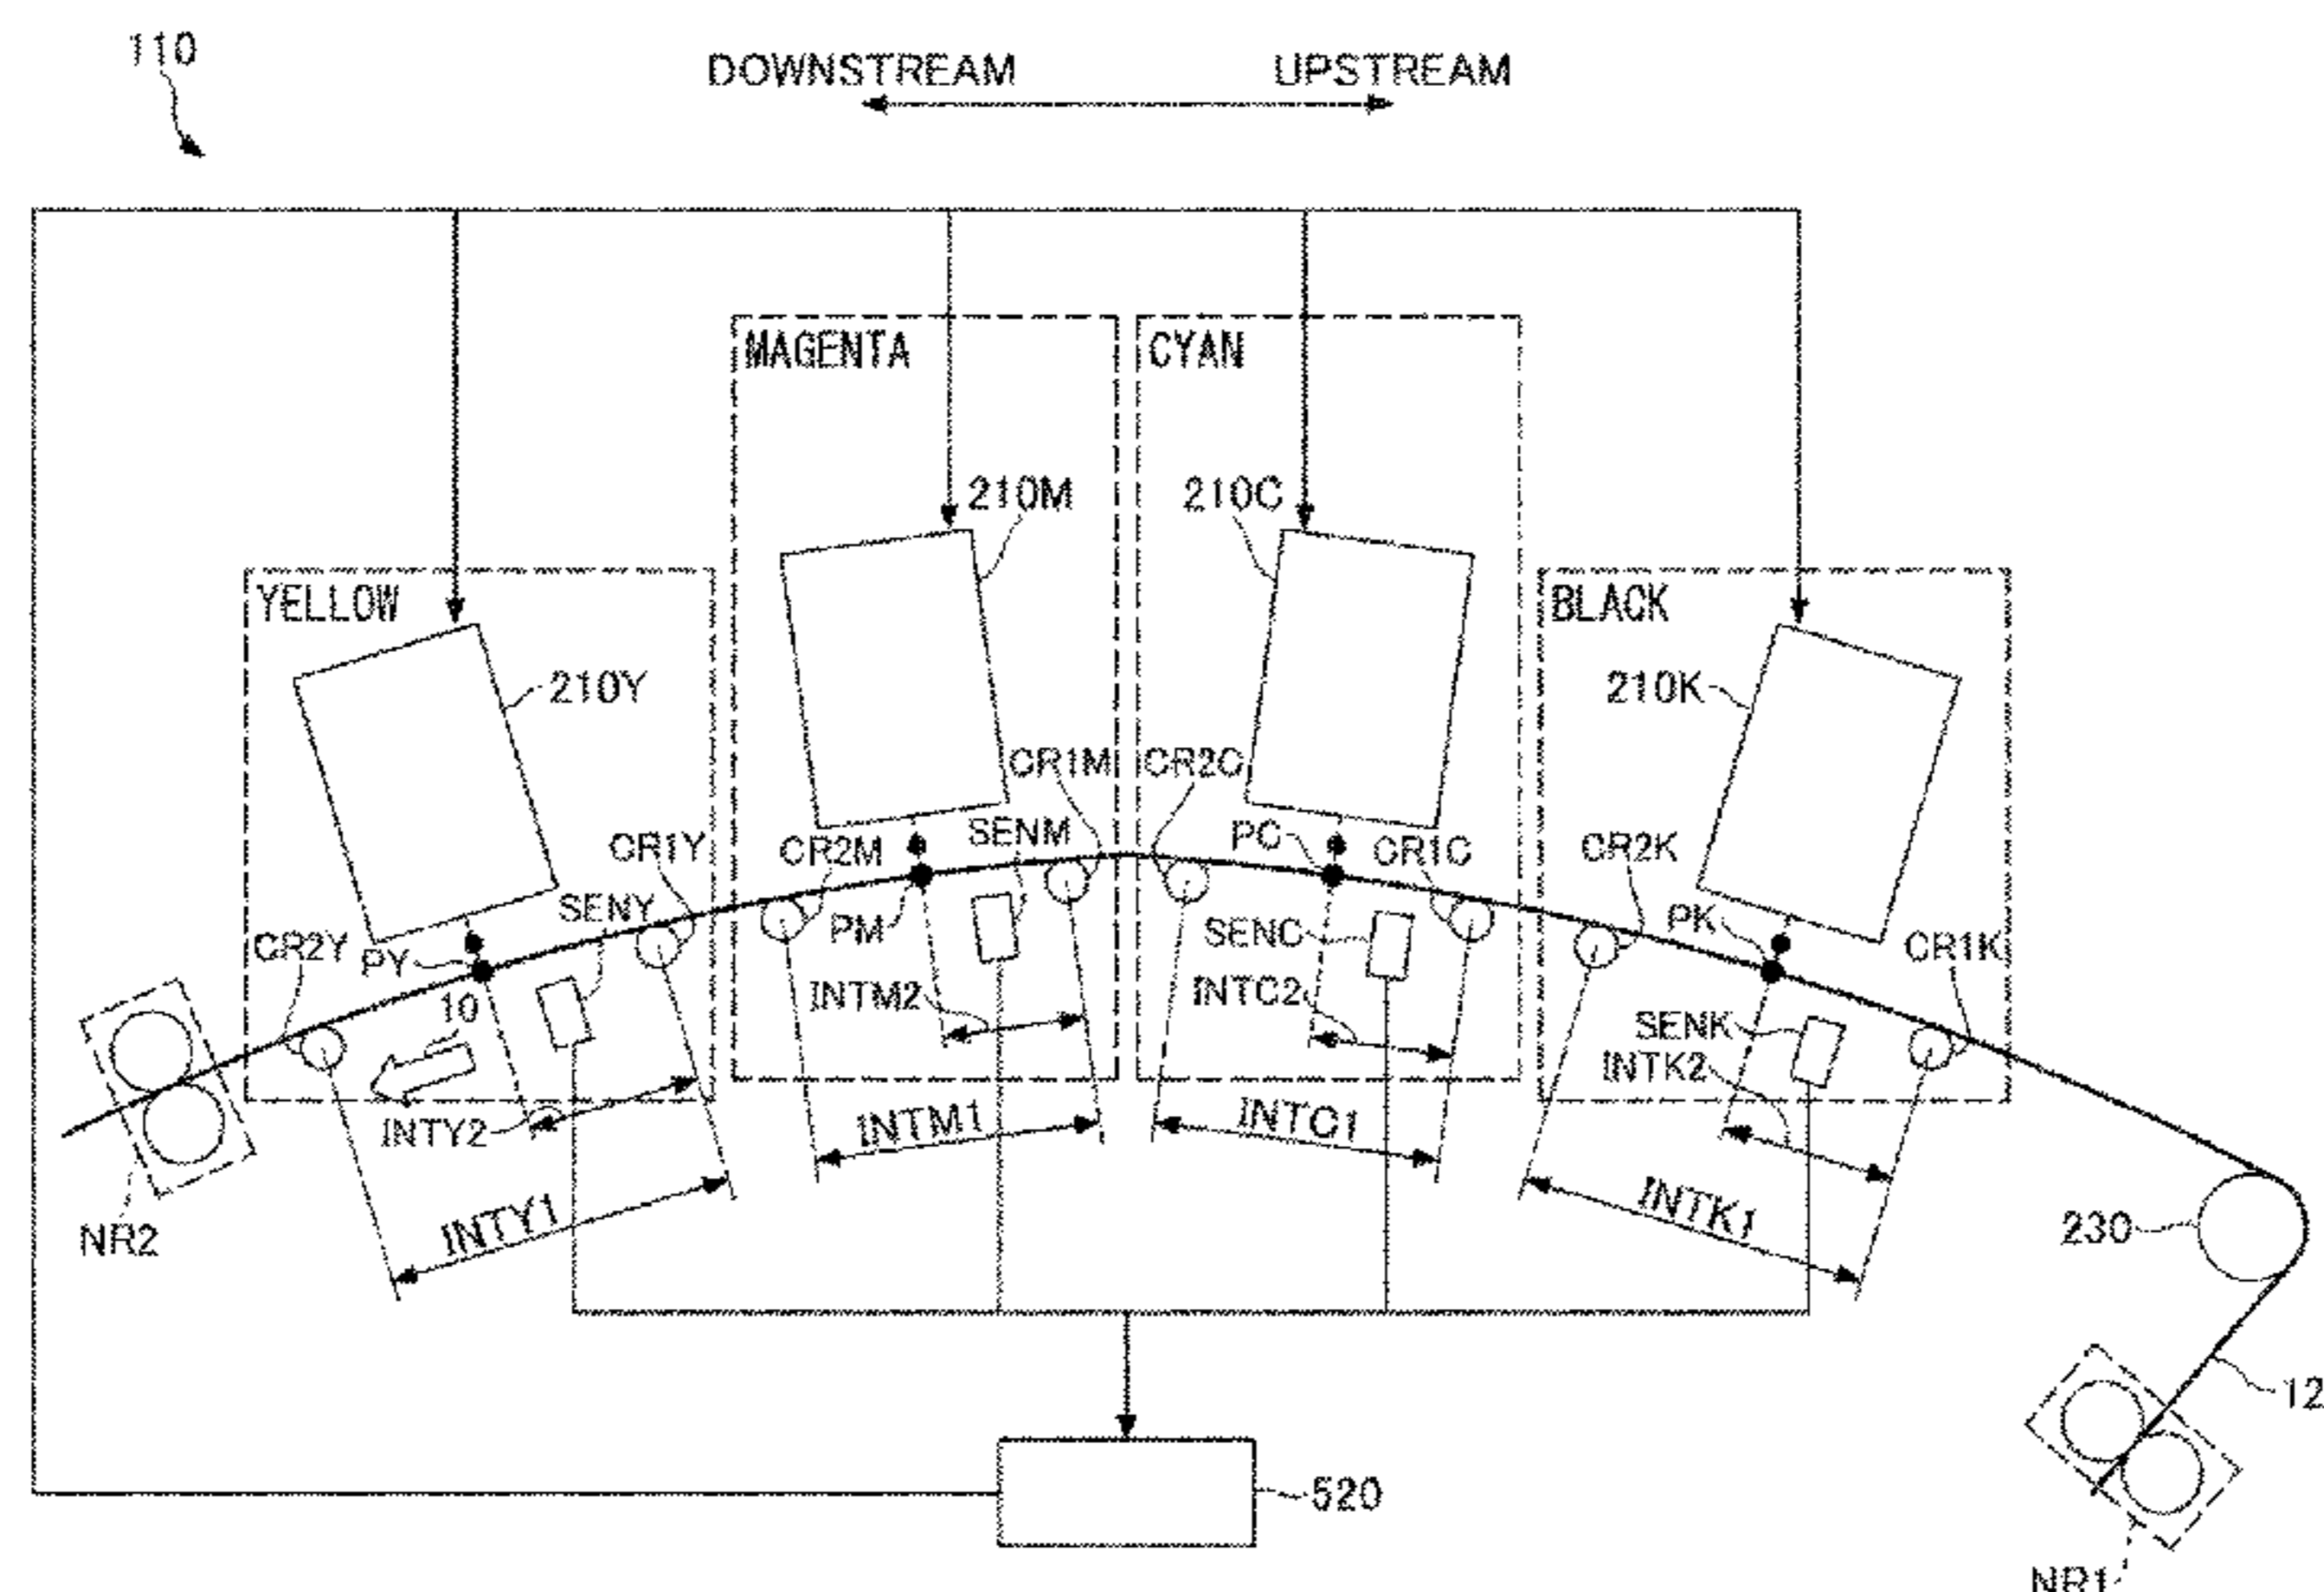 110
DOWNSTREAM UPSTREAM
MAGENTA CYAN
210M 210C
YELLOW BLACK
210Y 210K
CR1M CR2C
SENM PC
CR1Y CR2M CR1C CR2K
SENY PM SENC PK CR1K
CR2Y PY
10 INTM2 INTC2 SENK
INTK2
INTY2 INTM1 INTC1
INTY1 INTK1
NR2 230
12
520
NR1